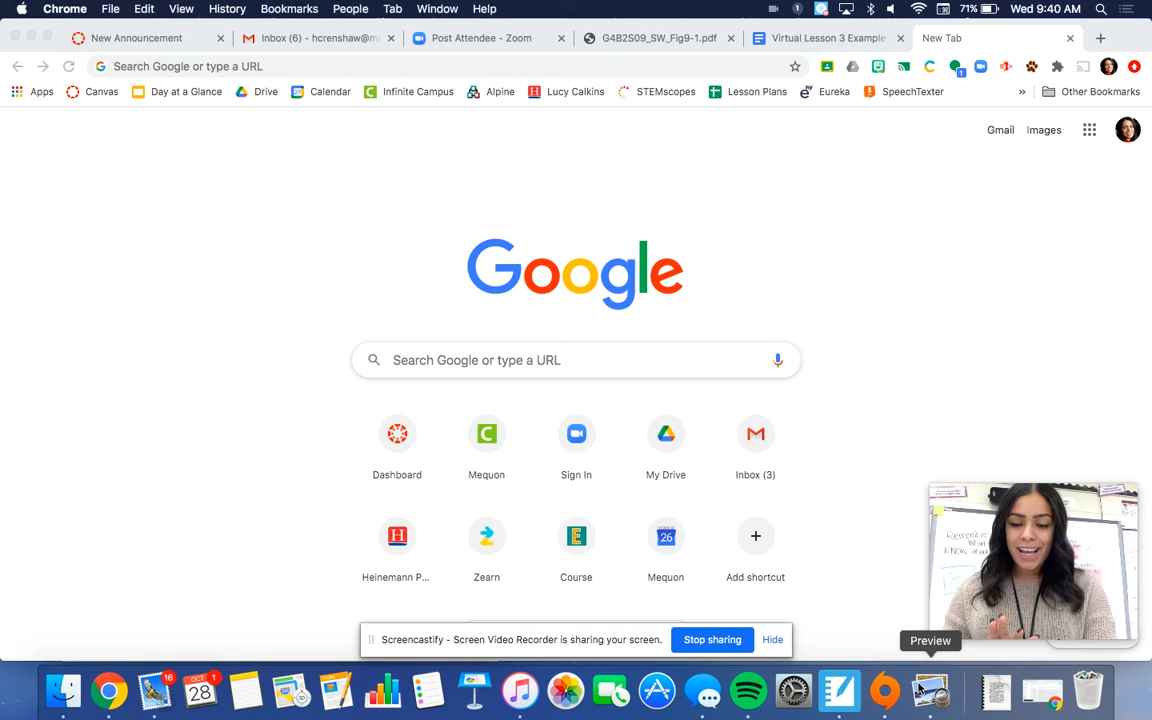 Chrome File Edit View History Bookmarks People Tab Window Help 1 71% Wed 9:40 AM
New Announcement Inbox (6) - hcrenshaw@m Post Attendee - Zoom G4B2S09_SW_Fig9-1.pdf Virtual Lesson 3 Example New Tab
Search Google or type a URL
Apps Canvas Day at a Glance Drive Calendar Infinite Campus Alpine Lucy Calkins STEMscopes Lesson Plans Eureka SpeechTexter » Other Bookmarks
Gmail Images
Google
Search Google or type a URL
Dashboard Mequon Sign In My Drive Inbox (3)
Heinemann P... Zearn Course Mequon Add shortcut
Screencastify - Screen Video Recorder is sharing your screen. Stop sharing Hide
Preview
16 OCT 28 1